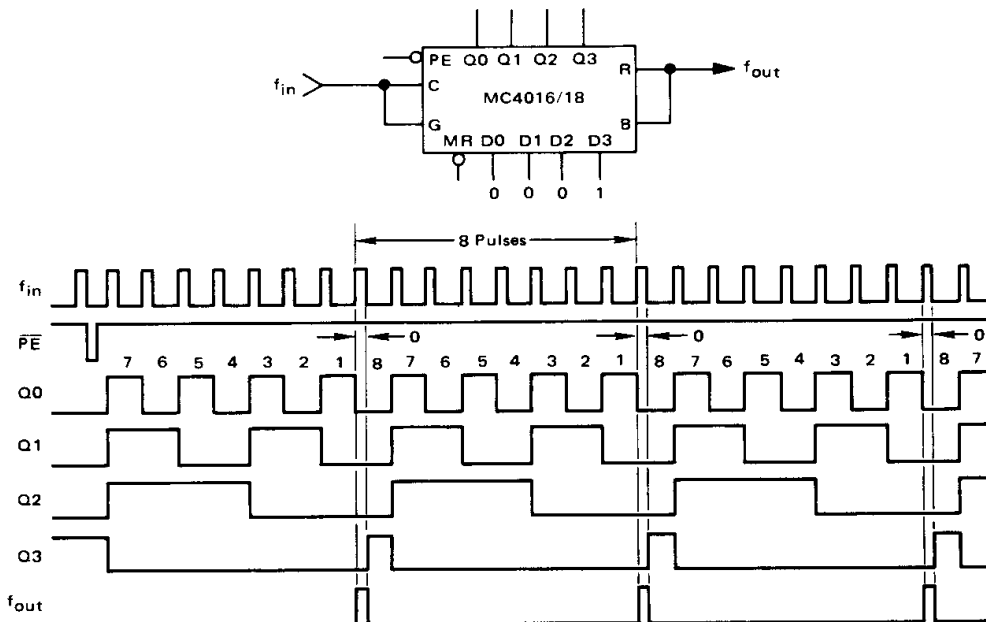 PE Q0 Q1 Q2 Q3
R
f_in
C
f_out
MC4016/18
G
B
MR D0 D1 D2 D3
0 0 0 1
8 Pulses
f_in
P̅E̅
0 0 0
7 6 5 4 3 2 1 8 7 6 5 4 3 2 1 8 7 6 5 4 3 2 1 8 7
Q0
Q1
Q2
Q3
f_out